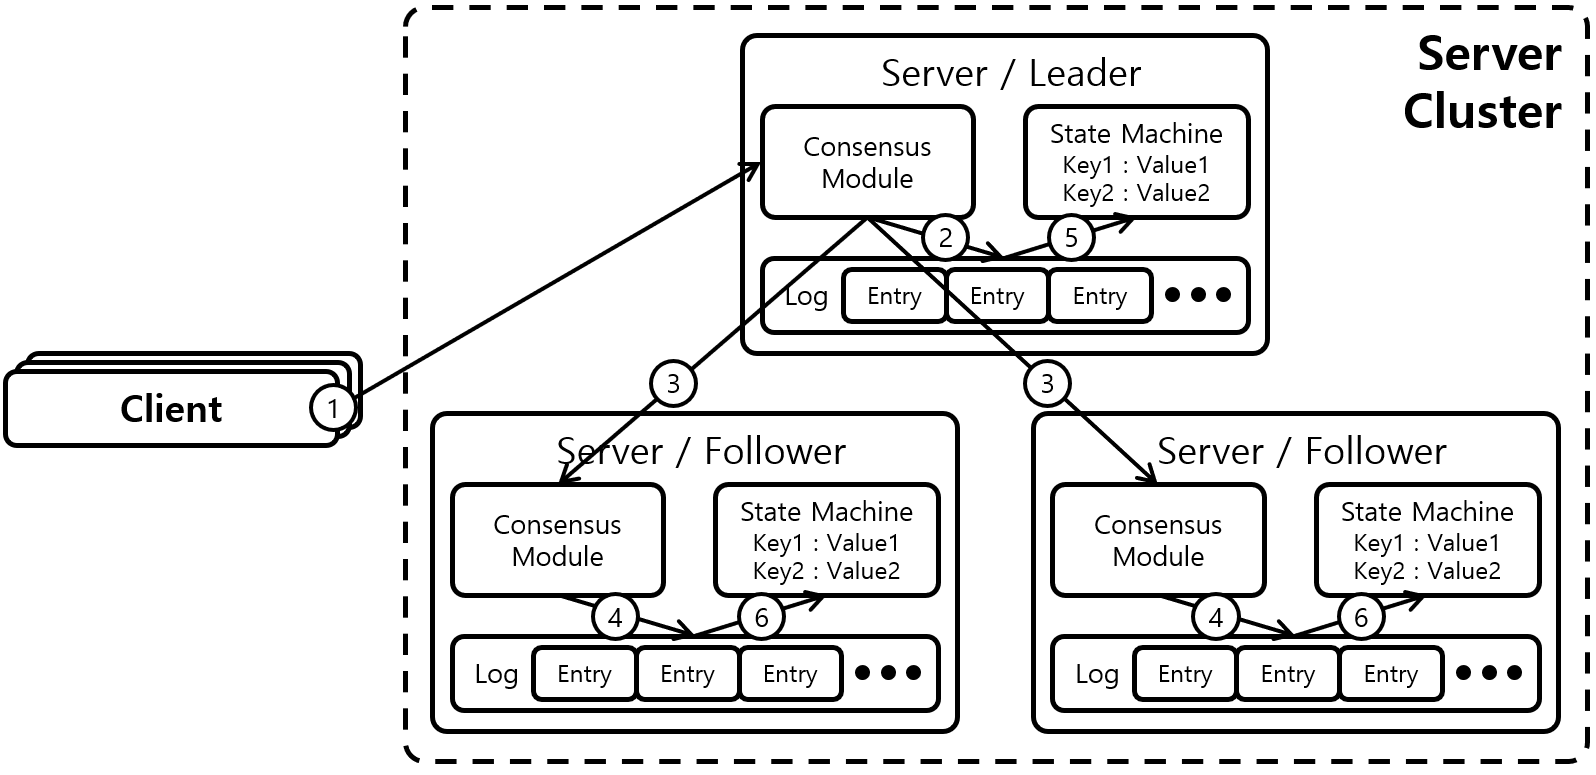 Server
Cluster
Server / Leader
Consensus
Module
State Machine
Key1 : Value1
Key2 : Value2
2
5
Log
Entry
Entry
Entry
Client
1
3
3
Server / Follower
Consensus
Module
State Machine
Key1 : Value1
Key2 : Value2
4
6
Log
Entry
Entry
Entry
Server / Follower
Consensus
Module
State Machine
Key1 : Value1
Key2 : Value2
4
6
Log
Entry
Entry
Entry